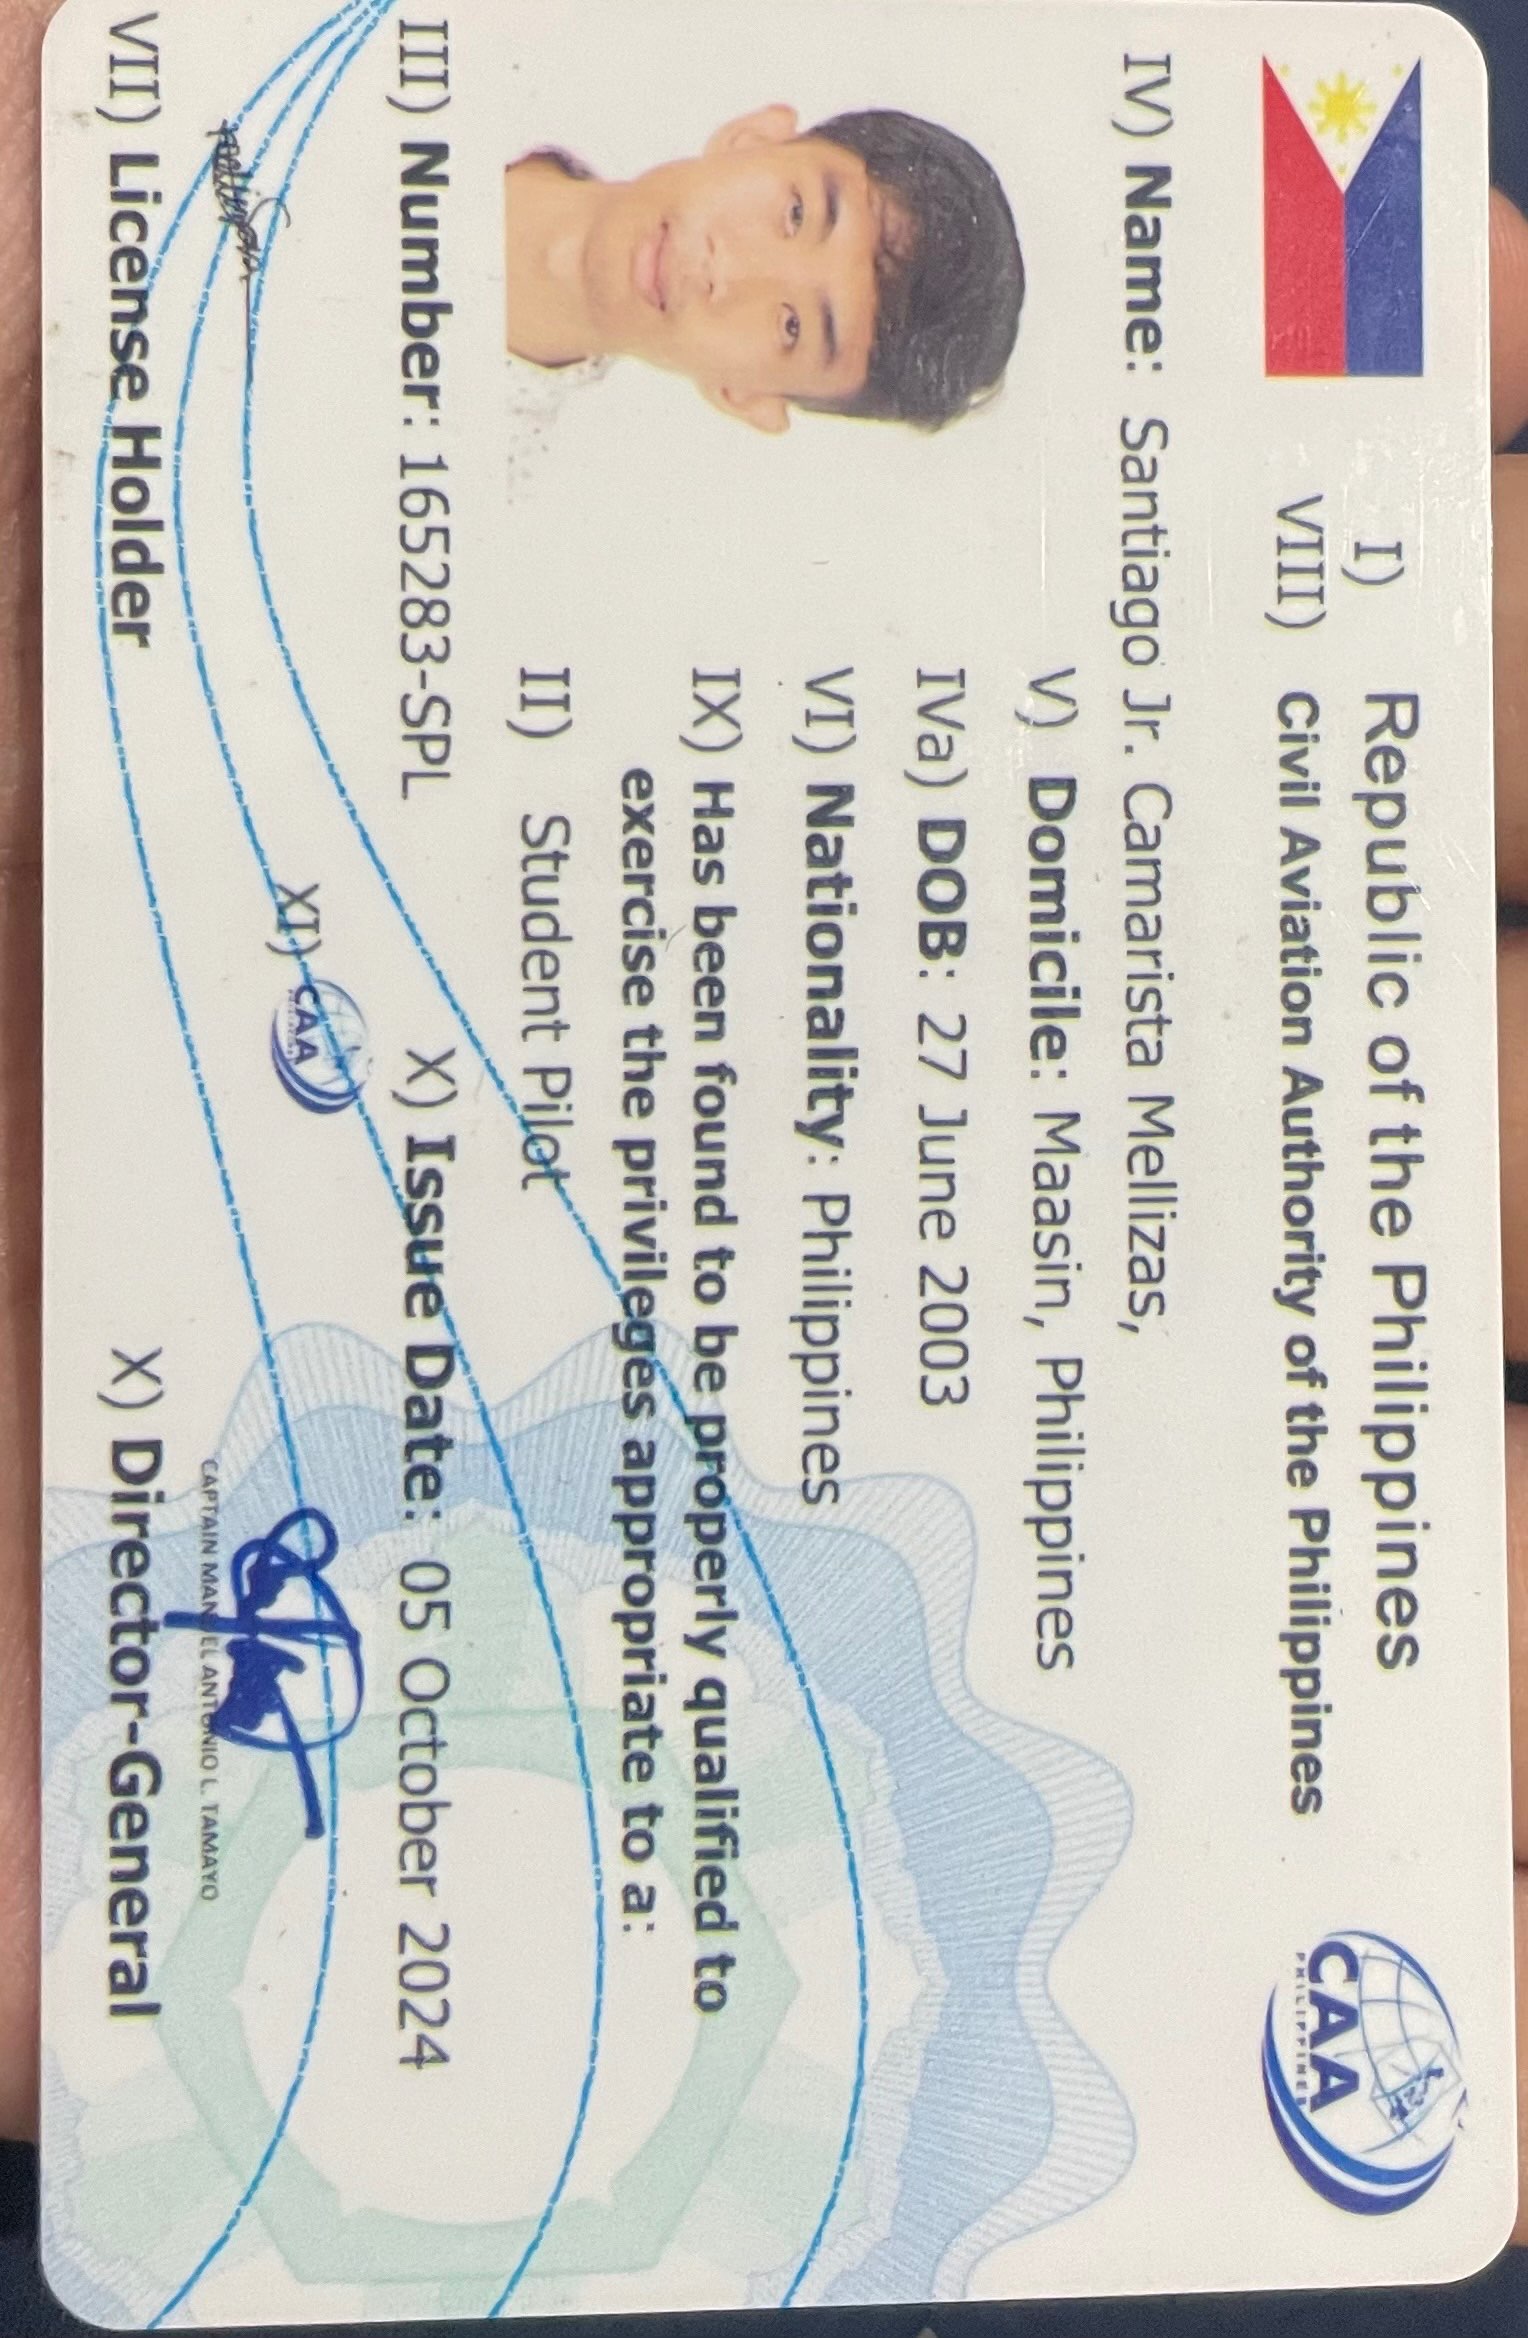 I) Republic of the Philippines
VIII) Civil Aviation Authority of the Philippines
CAA
PHILIPPINES
IV) Name: Santiago Jr. Camarista Mellizas,
V) Domicile: Maasin, Philippines
IVa) DOB: 27 June 2003
VI) Nationality: Philippines
IX) Has been found to be properly qualified to
exercise the privileges appropriate to a:
II) Student Pilot
III) Number: 165283-SPL
X) Issue Date: 05 October 2024
XI) CAA
CAPTAIN MANUEL ANTONIO L. TAMAYO
VII) License Holder
X) Director-General